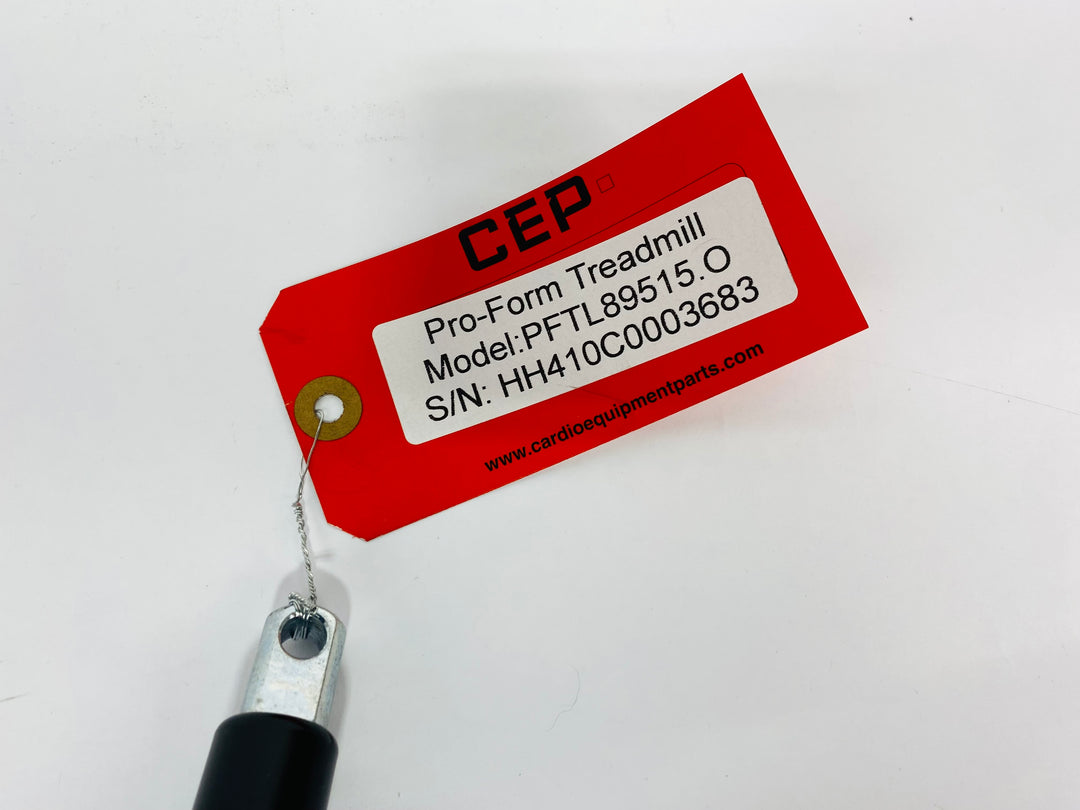 CEP
Pro-Form Treadmill
Model:PFTL89515.O
S/N: HH410C0003683
www.cardioequipmentparts.com